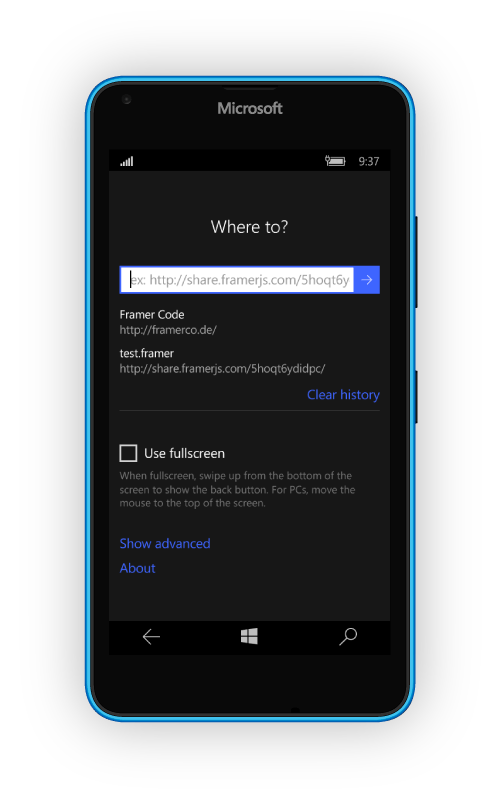 Microsoft
9:37
Where to?
ex: http://share.framerjs.com/5hoqt6y
Framer Code
http://framerco.de/
test.framer
http://share.framerjs.com/5hoqt6ydidpc/
Clear history
Use fullscreen
When fullscreen, swipe up from the bottom of the
screen to show the back button. For PCs, move the
mouse to the top of the screen.
Show advanced
About